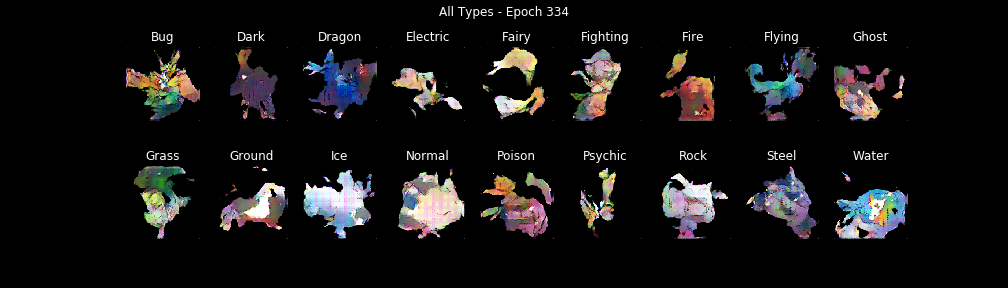 All Types - Epoch 334
Bug Dark Dragon Electric Fairy Fighting Fire Flying Ghost
Grass Ground Ice Normal Poison Psychic Rock Steel Water